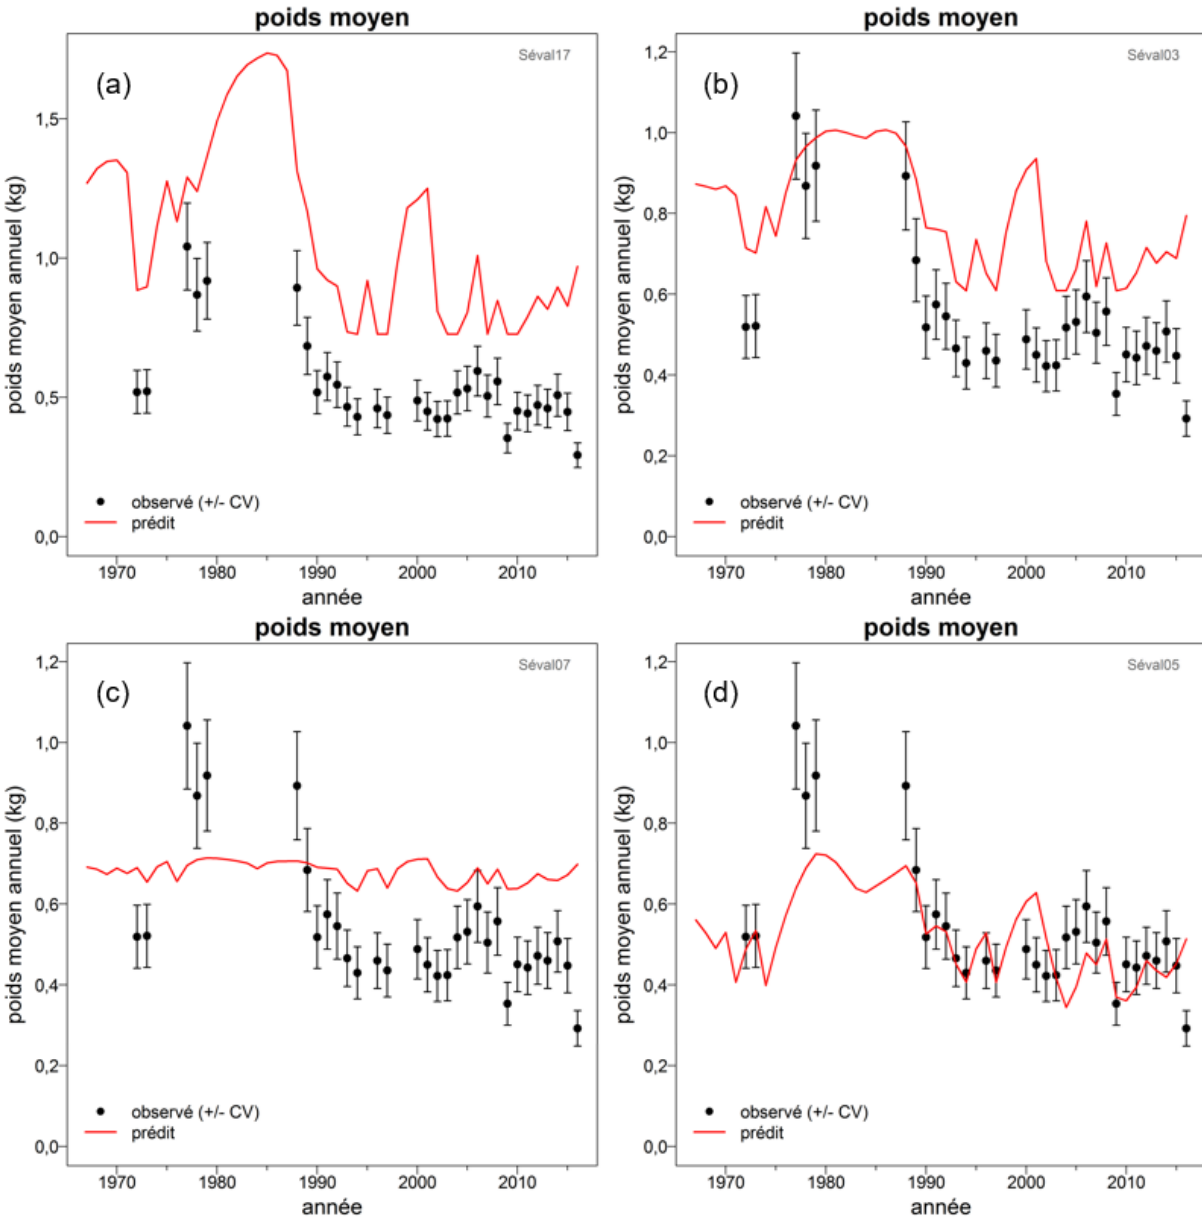 poids moyen
Séval17
(a)
poids moyen annuel (kg)
1,5
1,0
0,5
0,0
observé (+/- CV)
prédit
1970 1980 1990 2000 2010
année
poids moyen
Séval03
(b)
poids moyen annuel (kg)
1,2
1,0
0,8
0,6
0,4
0,2
0,0
observé (+/- CV)
prédit
1970 1980 1990 2000 2010
année
poids moyen
Séval07
(c)
poids moyen annuel (kg)
1,2
1,0
0,8
0,6
0,4
0,2
0,0
observé (+/- CV)
prédit
1970 1980 1990 2000 2010
année
poids moyen
Séval05
(d)
poids moyen annuel (kg)
1,2
1,0
0,8
0,6
0,4
0,2
0,0
observé (+/- CV)
prédit
1970 1980 1990 2000 2010
année